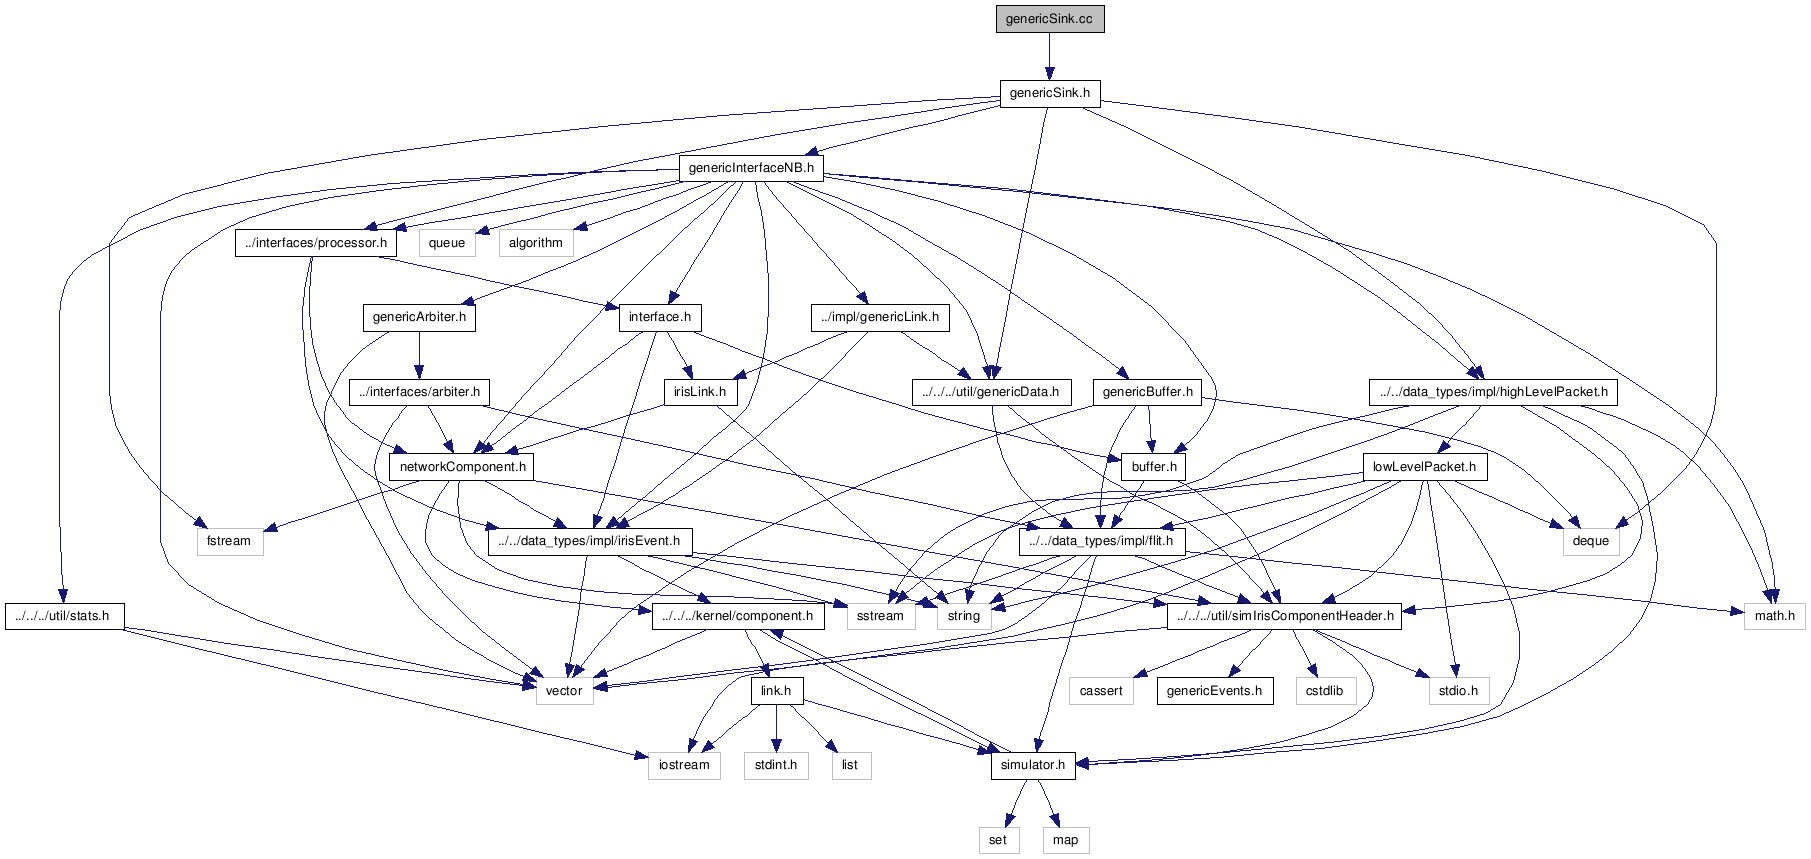 genericSink.cc
genericSink.h
genericInterfaceNB.h
../interfaces/processor.h
queue
algorithm
genericArbiter.h
interface.h
../impl/genericLink.h
../interfaces/arbiter.h
irisLink.h
../../../util/genericData.h
genericBuffer.h
../../data_types/impl/highLevelPacket.h
networkComponent.h
buffer.h
lowLevelPacket.h
fstream
../../data_types/impl/irisEvent.h
../../data_types/impl/flit.h
deque
../../../util/stats.h
../../../kernel/component.h
sstream
string
../../../util/simIrisComponentHeader.h
math.h
vector
link.h
cassert
genericEvents.h
cstdlib
stdio.h
iostream
stdint.h
list
simulator.h
set
map